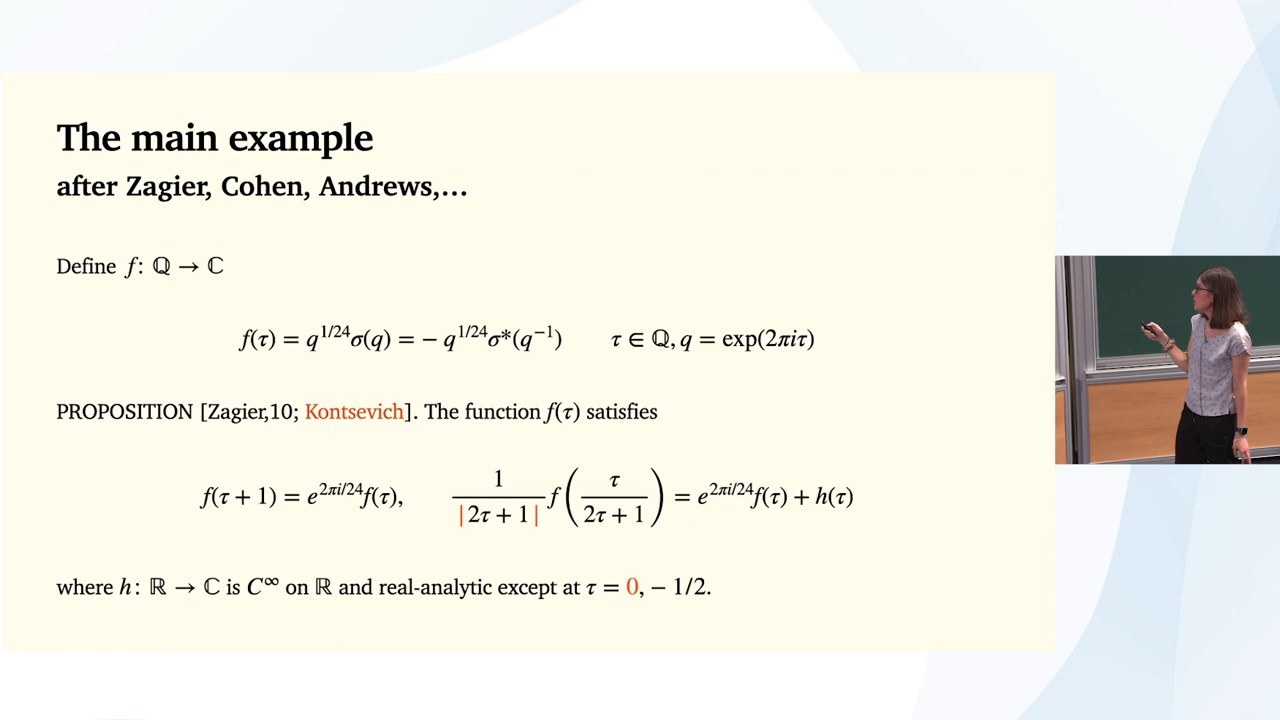 The main example
after Zagier, Cohen, Andrews,…
Define f: ℚ → ℂ
f(τ) = q^{1/24}σ(q) = − q^{1/24}σ*(q^{−1})  τ ∈ ℚ, q = exp(2πiτ)
PROPOSITION [Zagier,10; Kontsevich]. The function f(τ) satisfies
f(τ + 1) = e^{2πi/24}f(τ),  \frac{1}{|2τ + 1|} f(\frac{τ}{2τ + 1}) = e^{2πi/24}f(τ) + h(τ)
where h: ℝ → ℂ is C^∞ on ℝ and real-analytic except at τ = 0, − 1/2.